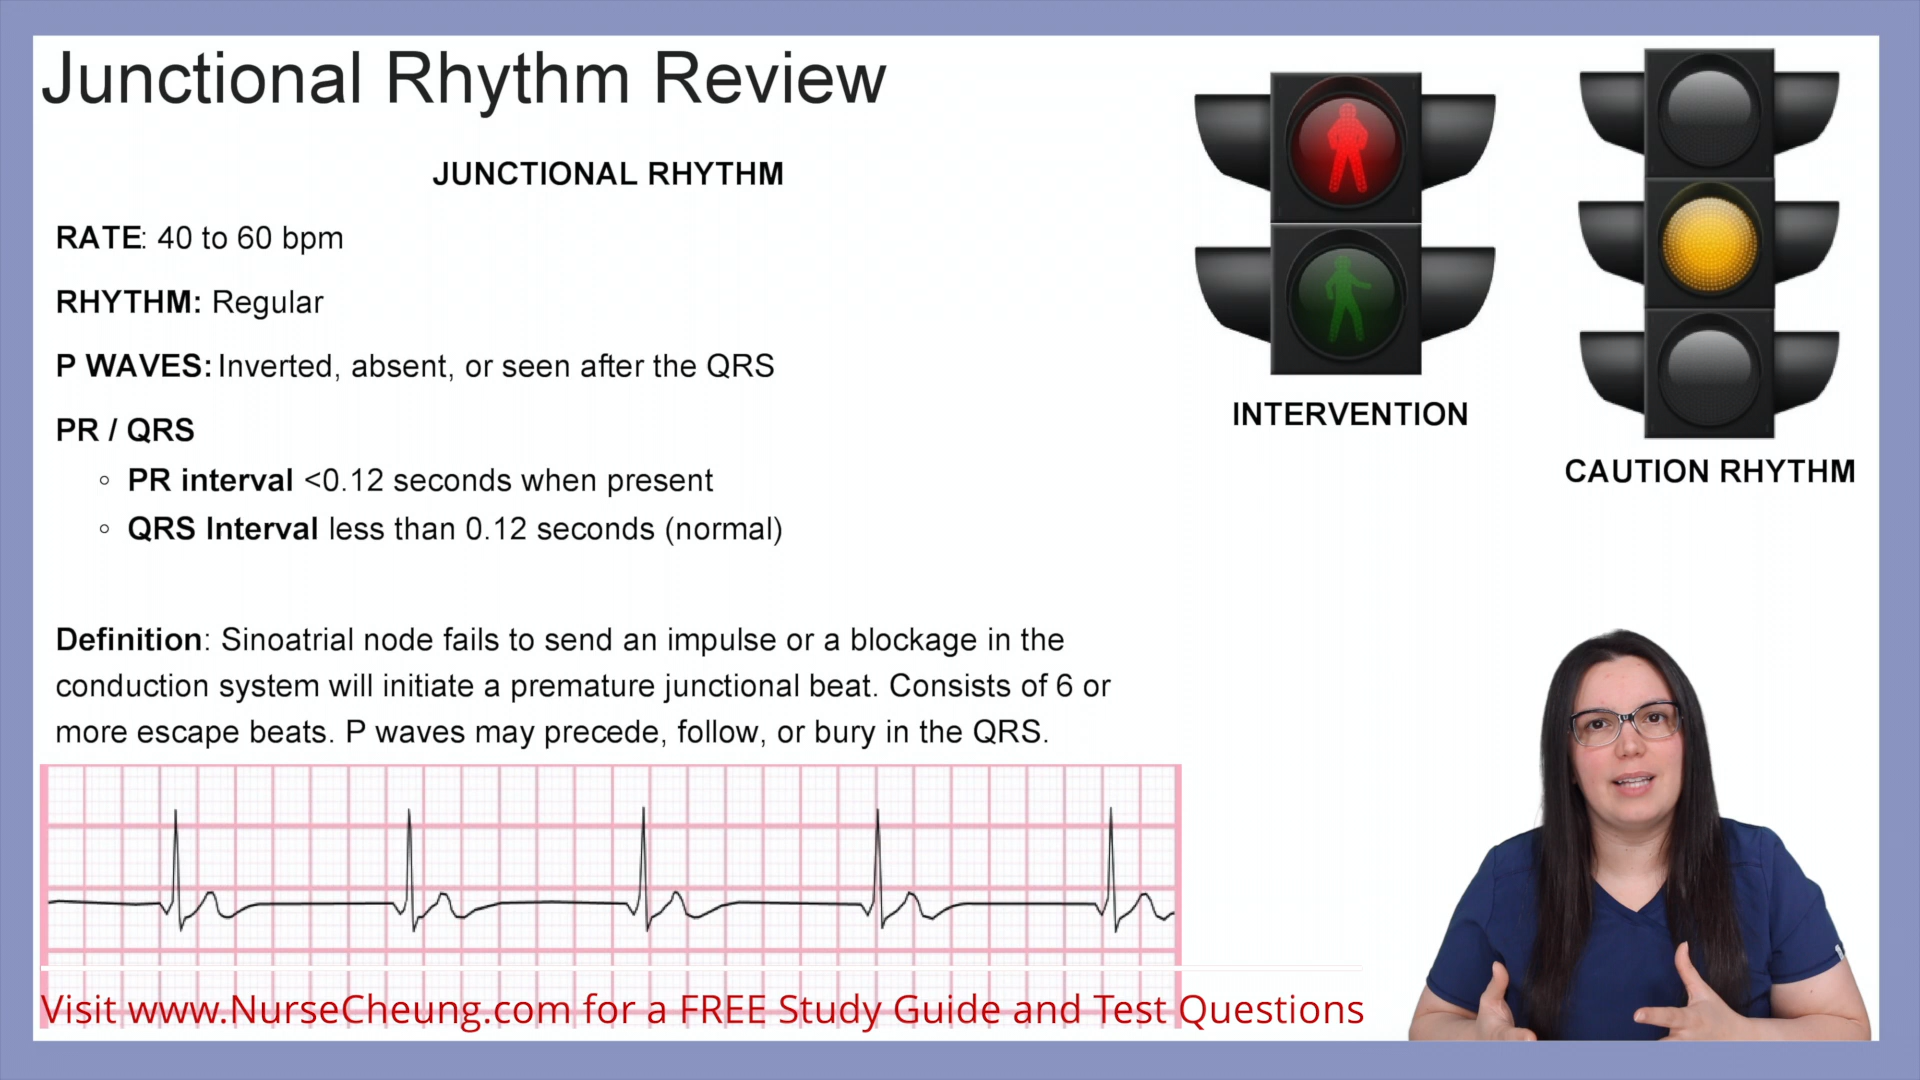 Junctional Rhythm Review
JUNCTIONAL RHYTHM
RATE: 40 to 60 bpm
RHYTHM: Regular
P WAVES: Inverted, absent, or seen after the QRS
PR / QRS
◦ PR interval <0.12 seconds when present
◦ QRS Interval less than 0.12 seconds (normal)
Definition: Sinoatrial node fails to send an impulse or a blockage in the
conduction system will initiate a premature junctional beat. Consists of 6 or
more escape beats. P waves may precede, follow, or bury in the QRS.
INTERVENTION
CAUTION RHYTHM
Visit www.NurseCheung.com for a FREE Study Guide and Test Questions